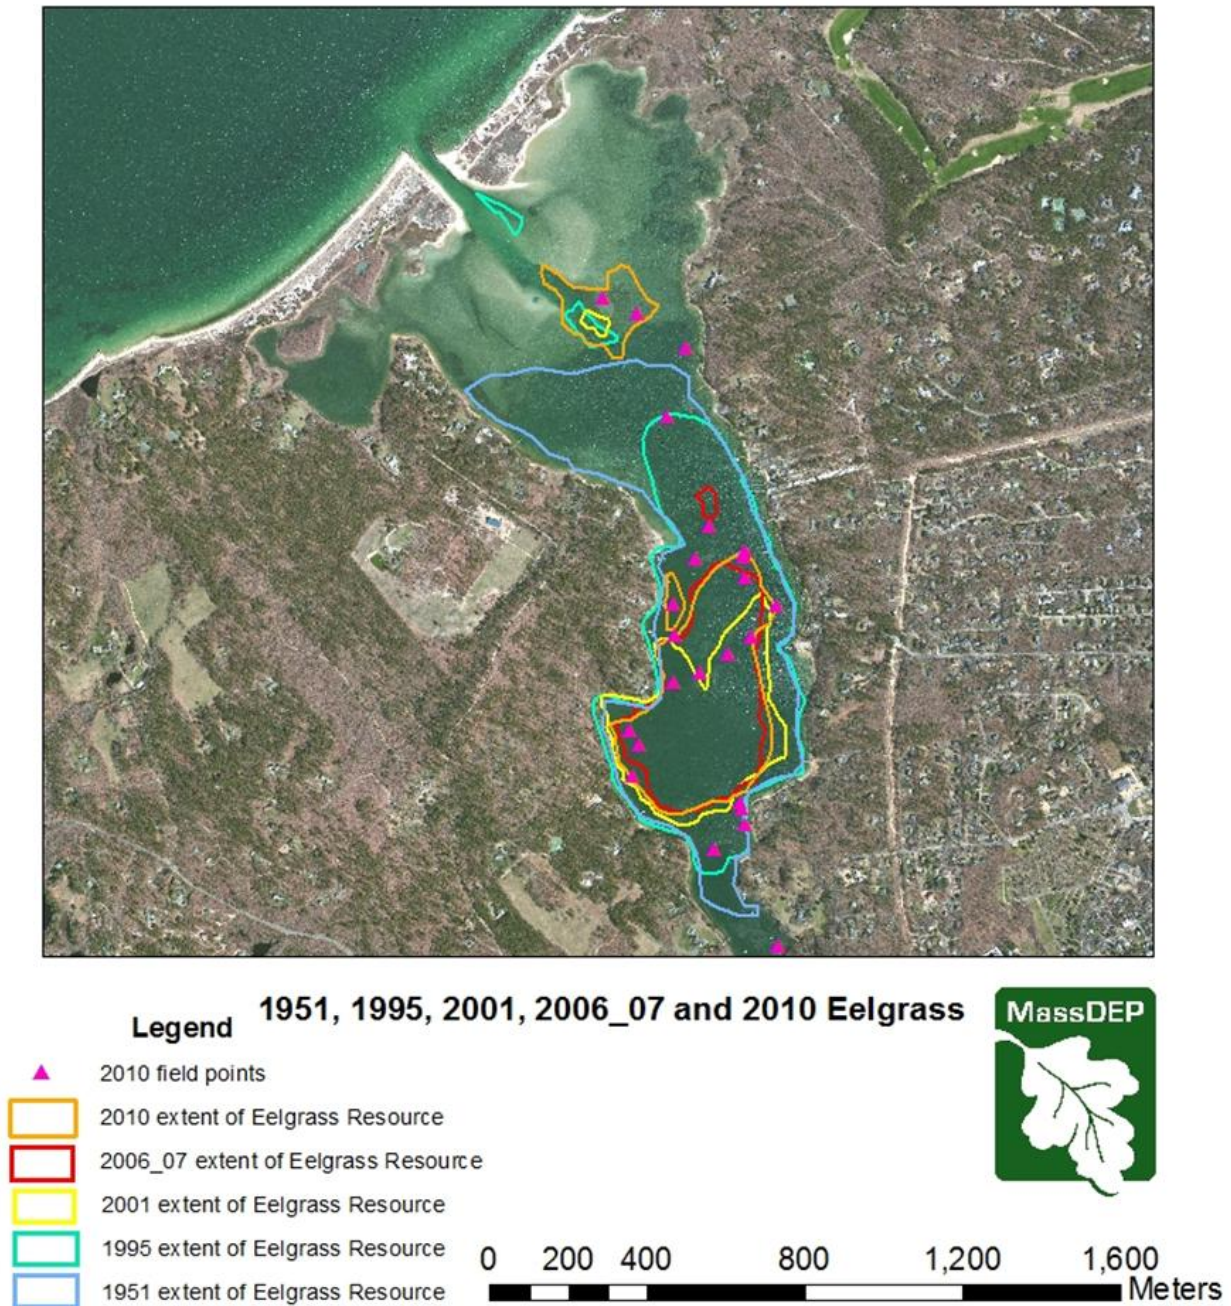 1951, 1995, 2001, 2006_07 and 2010 Eelgrass
Legend
2010 field points
2010 extent of Eelgrass Resource
2006_07 extent of Eelgrass Resource
2001 extent of Eelgrass Resource
1995 extent of Eelgrass Resource
1951 extent of Eelgrass Resource
MassDEP
0 200 400 800 1,200 1,600
Meters